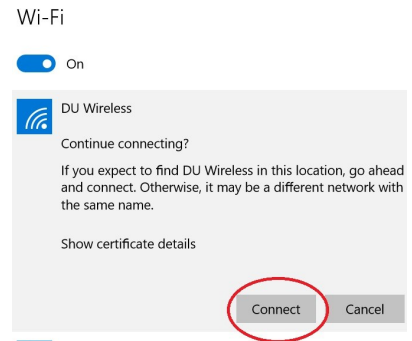 Wi-Fi
On
DU Wireless
Continue connecting?
If you expect to find DU Wireless in this location, go ahead
and connect. Otherwise, it may be a different network with
the same name.
Show certificate details
Connect Cancel